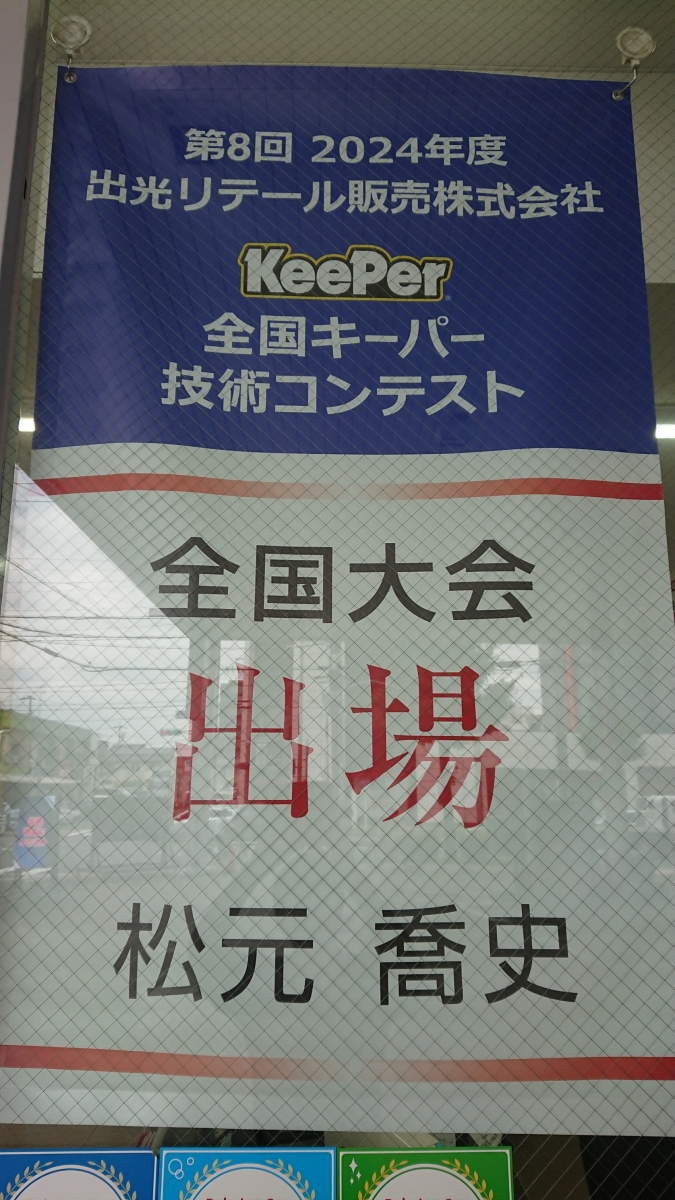 第8回 2024年度
出光リテール販売株式会社
KeePer
全国キーパー
技術コンテスト
全国大会
出場
松元 喬史